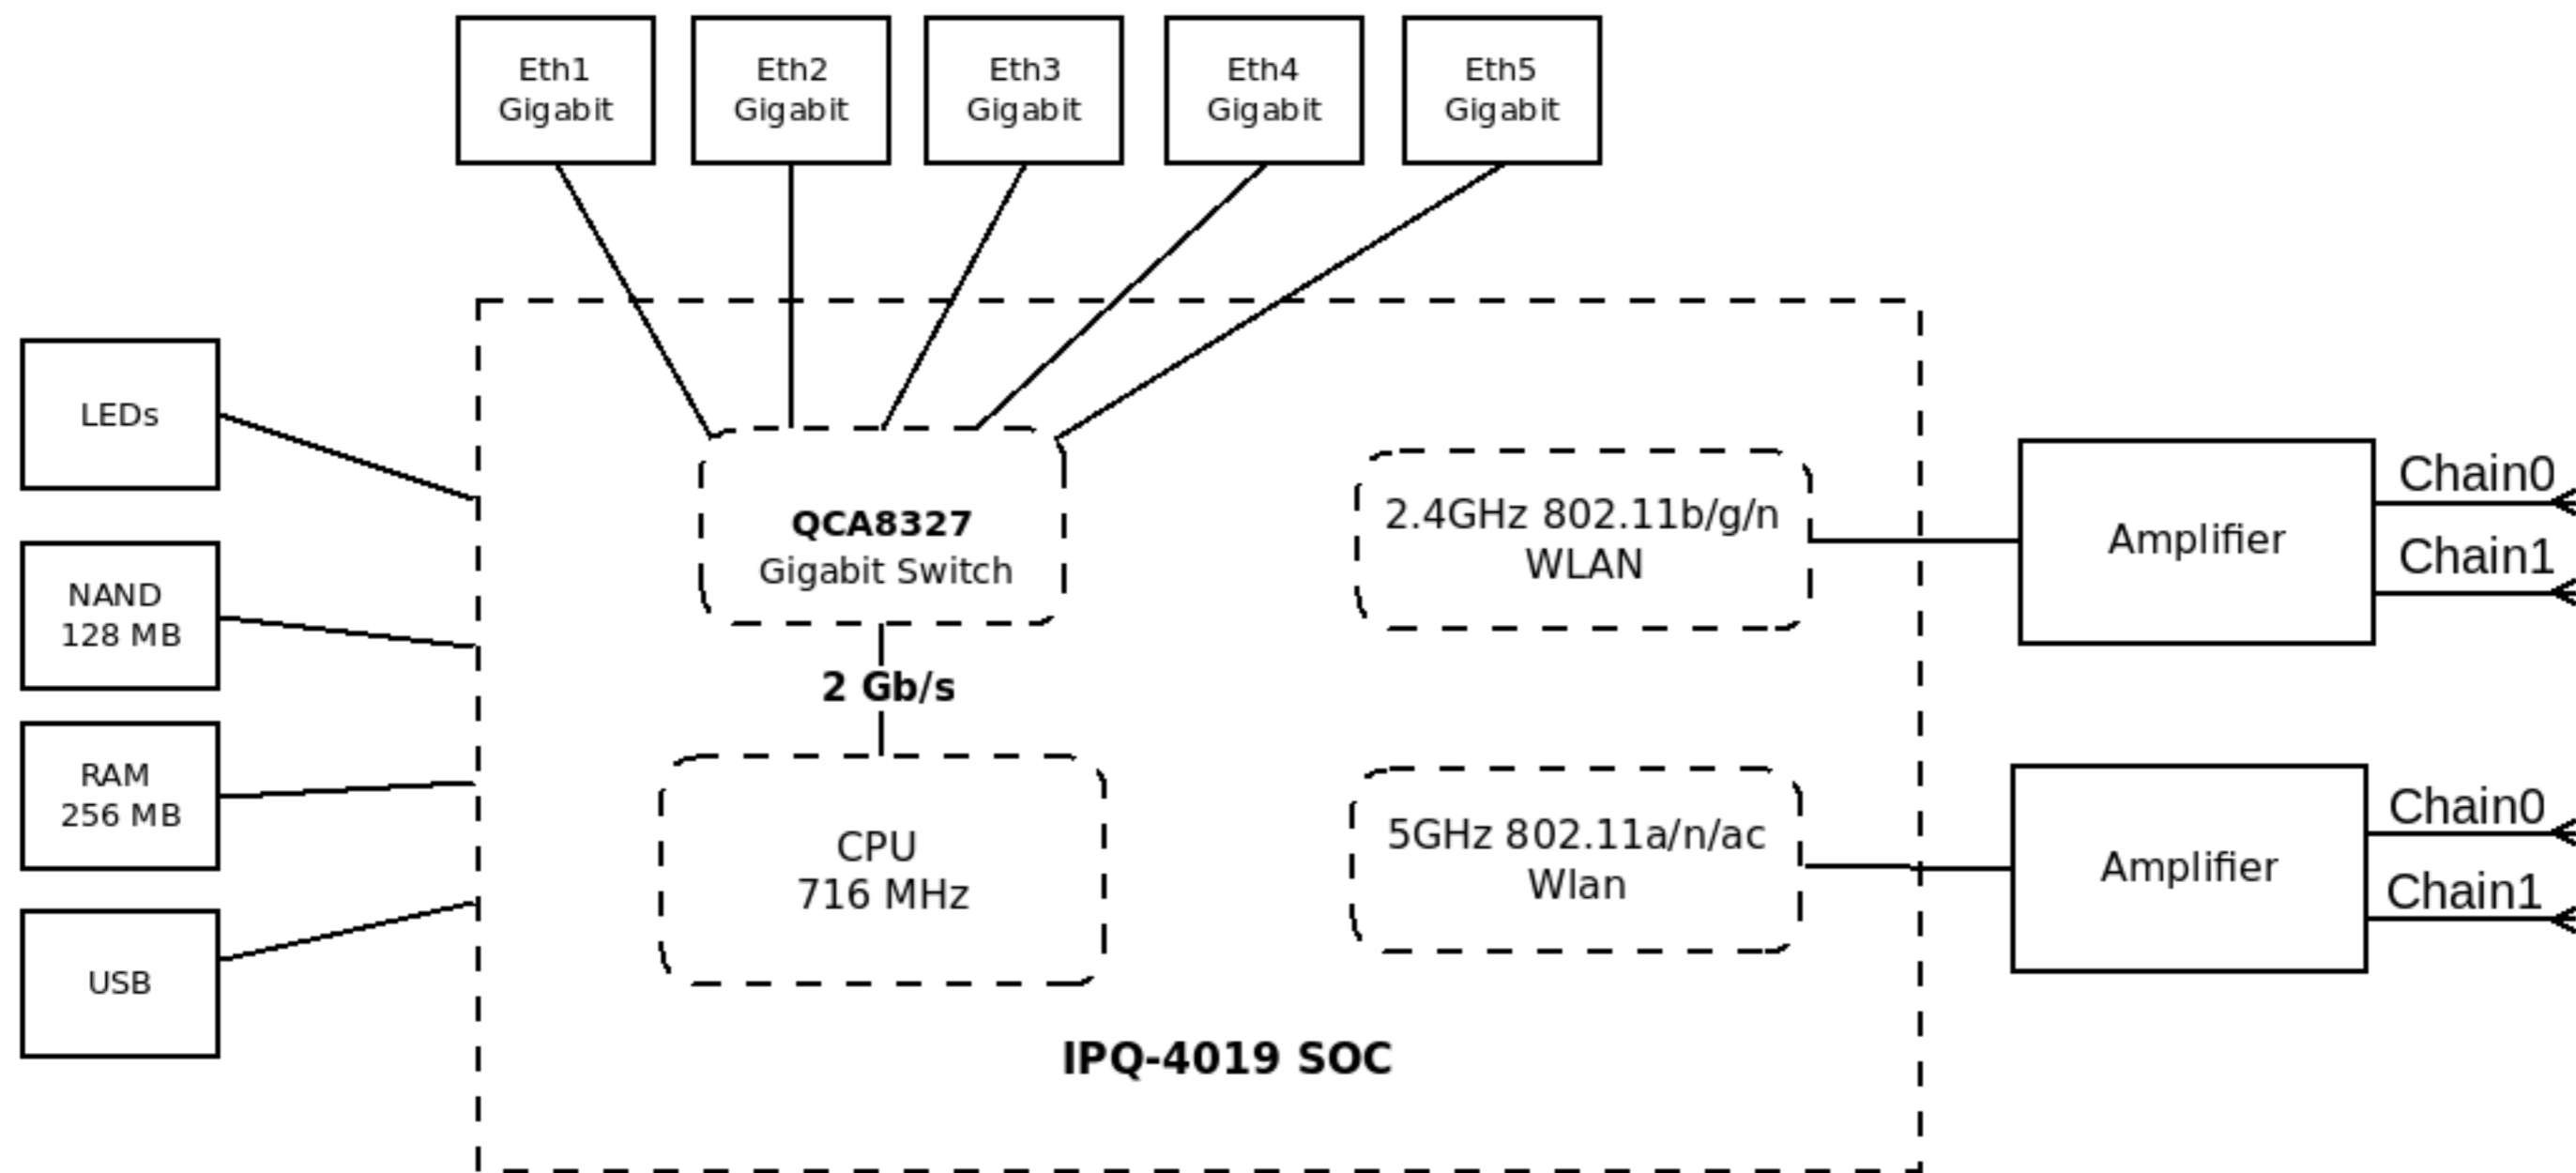 Eth1
Gigabit
Eth2
Gigabit
Eth3
Gigabit
Eth4
Gigabit
Eth5
Gigabit
LEDs
NAND
128 MB
RAM
256 MB
USB
QCA8327
Gigabit Switch
2 Gb/s
CPU
716 MHz
2.4GHz 802.11b/g/n
WLAN
5GHz 802.11a/n/ac
Wlan
IPQ-4019 SOC
Amplifier
Chain0
Chain1
Amplifier
Chain0
Chain1